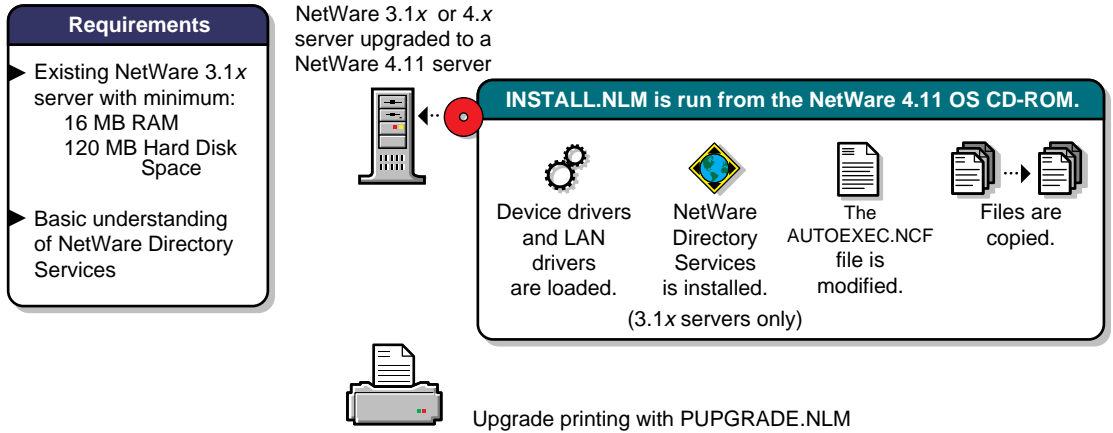 Requirements
Existing NetWare 3.1x
server with minimum:
16 MB RAM
120 MB Hard Disk
Space
Basic understanding
of NetWare Directory
Services
NetWare 3.1x or 4.x
server upgraded to a
NetWare 4.11 server
INSTALL.NLM is run from the NetWare 4.11 OS CD-ROM.
Device drivers
and LAN
drivers
are loaded.
NetWare
Directory
Services
is installed.
(3.1x servers only)
The
AUTOEXEC.NCF
file is
modified.
Files are
copied.
Upgrade printing with PUPGRADE.NLM